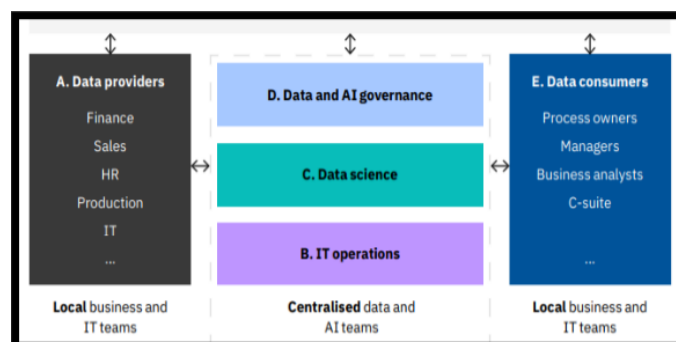 A. Data providers
Finance
Sales
HR
Production
IT
...
Local business and
IT teams
D. Data and AI governance
C. Data science
B. IT operations
Centralised data and
AI teams
E. Data consumers
Process owners
Managers
Business analysts
C-suite
...
Local business and
IT teams